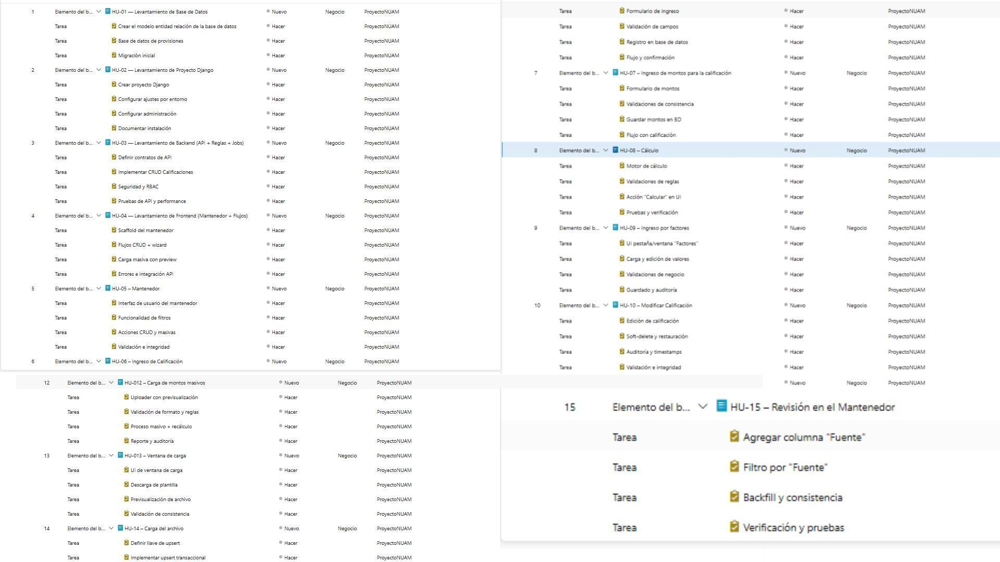 1 Elemento del b... HU-01 — Levantamiento de Base de Datos Nuevo Negocio ProyectoNUAM
Tarea Crear el modelo entidad relación de la base de datos Hacer ProyectoNUAM
Tarea Base de datos de provisiones Hacer ProyectoNUAM
Tarea Migración inicial Hacer ProyectoNUAM
2 Elemento del b... HU-02 — Levantamiento de Proyecto Django Nuevo Negocio ProyectoNUAM
Tarea Crear proyecto Django Hacer ProyectoNUAM
Tarea Configurar ajustes por entorno Hacer ProyectoNUAM
Tarea Configurar administración Hacer ProyectoNUAM
Tarea Documentar instalación Hacer ProyectoNUAM
3 Elemento del b... HU-03 — Levantamiento de Backend (API + Reglas + Jobs) Nuevo Negocio ProyectoNUAM
Tarea Definir contratos de API Hacer ProyectoNUAM
Tarea Implementar CRUD Calificaciones Hacer ProyectoNUAM
Tarea Seguridad y RBAC Hacer ProyectoNUAM
Tarea Pruebas de API y performance Hacer ProyectoNUAM
4 Elemento del b... HU-04 — Levantamiento de Frontend (Mantenedor + Flujos) Nuevo Negocio ProyectoNUAM
Tarea Scaffold del mantenedor Hacer ProyectoNUAM
Tarea Flujos CRUD + wizard Hacer ProyectoNUAM
Tarea Carga masiva con preview Hacer ProyectoNUAM
Tarea Errores e integración API Hacer ProyectoNUAM
5 Elemento del b... HU-05 – Mantenedor Nuevo Negocio ProyectoNUAM
Tarea Interfaz de usuario del mantenedor Hacer ProyectoNUAM
Tarea Funcionalidad de filtros Hacer ProyectoNUAM
Tarea Acciones CRUD y masivas Hacer ProyectoNUAM
Tarea Validación e integridad Hacer ProyectoNUAM
6 Elemento del b... HU-06 – Ingreso de Calificación Nuevo Negocio ProyectoNUAM
Tarea Formulario de ingreso Hacer ProyectoNUAM
Tarea Validación de campos Hacer ProyectoNUAM
Tarea Registro en base de datos Hacer ProyectoNUAM
Tarea Flujo y confirmación Hacer ProyectoNUAM
7 Elemento del b... HU-07 – Ingreso de montos para la calificación Nuevo Negocio ProyectoNUAM
Tarea Formulario de montos Hacer ProyectoNUAM
Tarea Validaciones de consistencia Hacer ProyectoNUAM
Tarea Guardar montos en BD Hacer ProyectoNUAM
Tarea Flujo con calificación Hacer ProyectoNUAM
8 Elemento del b... HU-08 – Cálculo Nuevo Negocio ProyectoNUAM
Tarea Motor de cálculo Hacer ProyectoNUAM
Tarea Validaciones de reglas Hacer ProyectoNUAM
Tarea Acción "Calcular" en UI Hacer ProyectoNUAM
Tarea Pruebas y verificación Hacer ProyectoNUAM
9 Elemento del b... HU-09 – Ingreso por factores Nuevo Negocio ProyectoNUAM
Tarea UI pestaña/ventana "Factores" Hacer ProyectoNUAM
Tarea Carga y edición de valores Hacer ProyectoNUAM
Tarea Validaciones de negocio Hacer ProyectoNUAM
Tarea Guardado y auditoría Hacer ProyectoNUAM
10 Elemento del b... HU-10 – Modificar Calificación Nuevo Negocio ProyectoNUAM
Tarea Edición de calificación Hacer ProyectoNUAM
Tarea Soft-delete y restauración Hacer ProyectoNUAM
Tarea Auditoría y timestamps Hacer ProyectoNUAM
Tarea Validación e integridad Hacer ProyectoNUAM
Nuevo Negocio ProyectoNUAM
12 Elemento del b... HU-012 – Carga de montos masivos Nuevo Negocio ProyectoNUAM
Tarea Uploader con previsualización Hacer ProyectoNUAM
Tarea Validación de formato y reglas Hacer ProyectoNUAM
Tarea Proceso masivo + recálculo Hacer ProyectoNUAM
Tarea Reporte y auditoría Hacer ProyectoNUAM
13 Elemento del b... HU-013 – Ventana de carga Nuevo Negocio ProyectoNUAM
Tarea UI de ventana de carga Hacer ProyectoNUAM
Tarea Descarga de plantilla Hacer ProyectoNUAM
Tarea Previsualización de archivo Hacer ProyectoNUAM
Tarea Validación de consistencia Hacer ProyectoNUAM
14 Elemento del b... HU-14 – Carga del archivo Nuevo Negocio ProyectoNUAM
Tarea Definir llave de upsert Hacer ProyectoNUAM
Tarea Implementar upsert transaccional Hacer ProyectoNUAM
15 Elemento del b... HU-15 – Revisión en el Mantenedor
Tarea Agregar columna "Fuente"
Tarea Filtro por "Fuente"
Tarea Backfill y consistencia
Tarea Verificación y pruebas